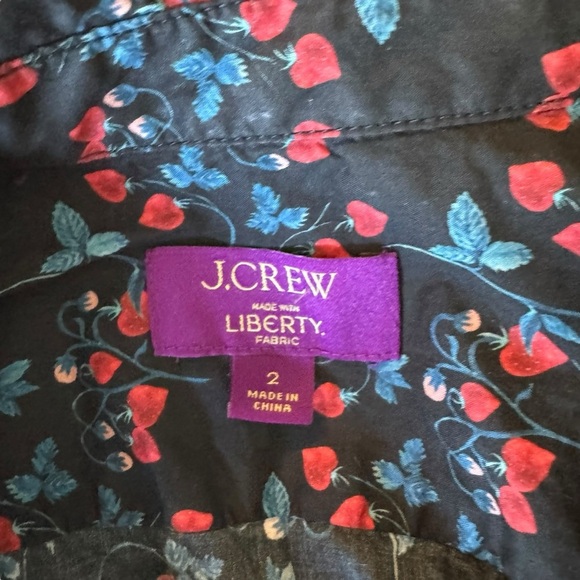 J.CREW
MADE WITH
LIBERTY.
FABRIC
2
MADE IN
CHINA